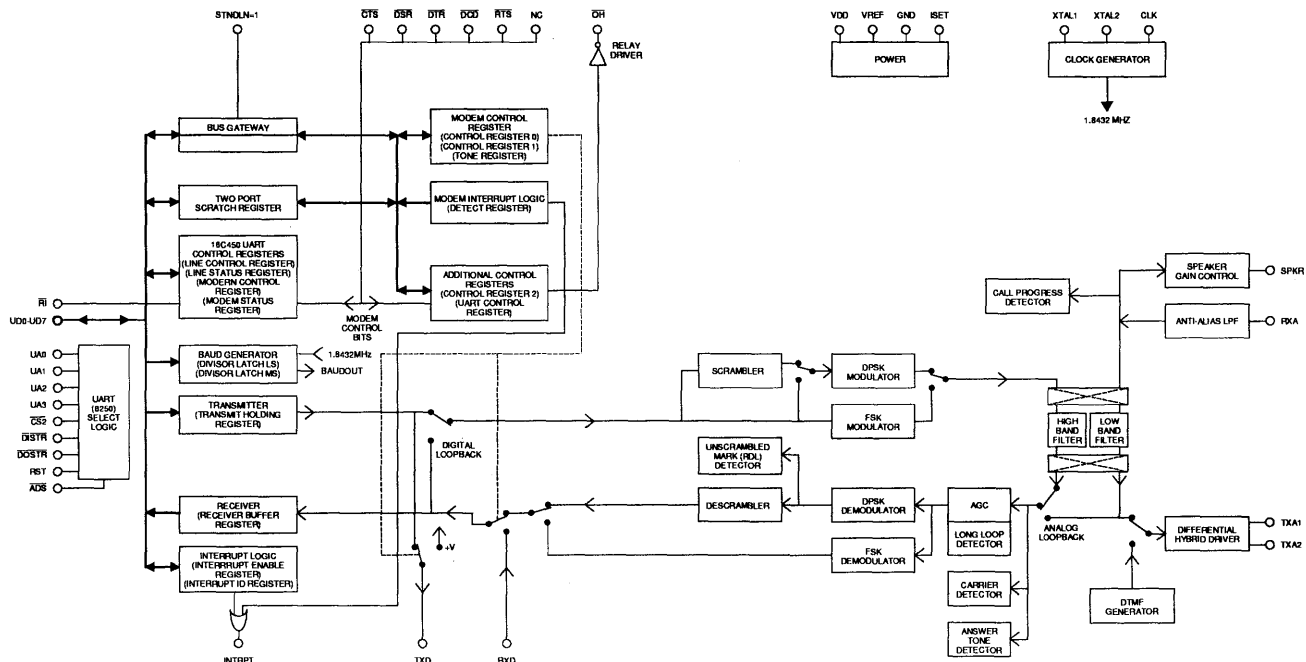 STNDLN=1
CTS DSR DTR DCD RTS NC
OH
RELAY
DRIVER
VDD VREF GND ISET
POWER
XTAL1 XTAL2 CLK
CLOCK GENERATOR
1.8432 MHZ
BUS GATEWAY
MODEM CONTROL
REGISTER
(CONTROL REGISTER 0)
(CONTROL REGISTER 1)
(TONE REGISTER)
TWO PORT
SCRATCH REGISTER
MODEM INTERRUPT LOGIC
(DETECT REGISTER)
16C450 UART
CONTROL REGISTERS
(LINE CONTROL REGISTER)
(LINE STATUS REGISTER)
(MODERN CONTROL
REGISTER)
(MODEM STATUS
REGISTER)
ADDITIONAL CONTROL
REGISTERS
(CONTROL REGISTER 2)
(UART CONTROL
REGISTER)
MODEM
CONTROL
BITS
RI
UD0-UD7
UA0
UA1
UA2
UA3
CS2
DISTR
DOSTR
RST
ADS
UART
(8250)
SELECT
LOGIC
BAUD GENERATOR
(DIVISOR LATCH LS)
(DIVISOR LATCH MS)
1.8432MHz
BAUDOUT
TRANSMITTER
(TRANSMIT HOLDING
REGISTER)
DIGITAL
LOOPBACK
RECEIVER
(RECEIVER BUFFER
REGISTER)
INTERRUPT LOGIC
(INTERRRUPT ENABLE
REGISTER)
(INTERRUPT ID REGISTER)
+V
INTRPT
TXD
RXD
SCRAMBLER
DPSK
MODULATOR
FSK
MODULATOR
UNSCRAMBLED
MARK (RDL)
DETECTOR
DESCRAMBLER
DPSK
DEMODULATOR
FSK
DEMODULATOR
AGC
LONG LOOP
DETECTOR
CARRIER
DETECTOR
ANSWER
TONE
DETECTOR
CALL PROGRESS
DETECTOR
SPEAKER
GAIN CONTROL
SPKR
ANTI-ALIAS LPF
RXA
HIGH
BAND
FILTER
LOW
BAND
FILTER
ANALOG
LOOPBACK
DIFFERENTIAL
HYBRID DRIVER
TXA1
TXA2
DTMF
GENERATOR